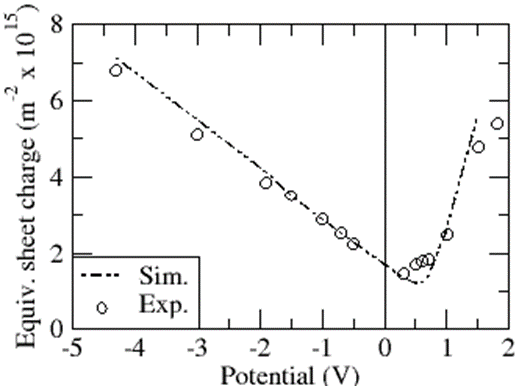 Equiv. sheet charge (m⁻² x 10¹⁵)
8
6
4
2
0
Sim.
Exp.
-5 -4 -3 -2 -1 0 1 2
Potential (V)